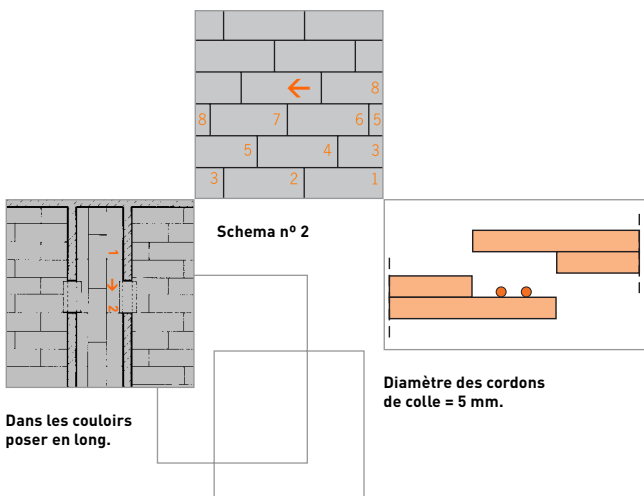 8
8 7 6 5
5 4 3
3 2 1
Schema nº 2
1
2
Dans les couloirs
poser en long.
Diamètre des cordons
de colle = 5 mm.